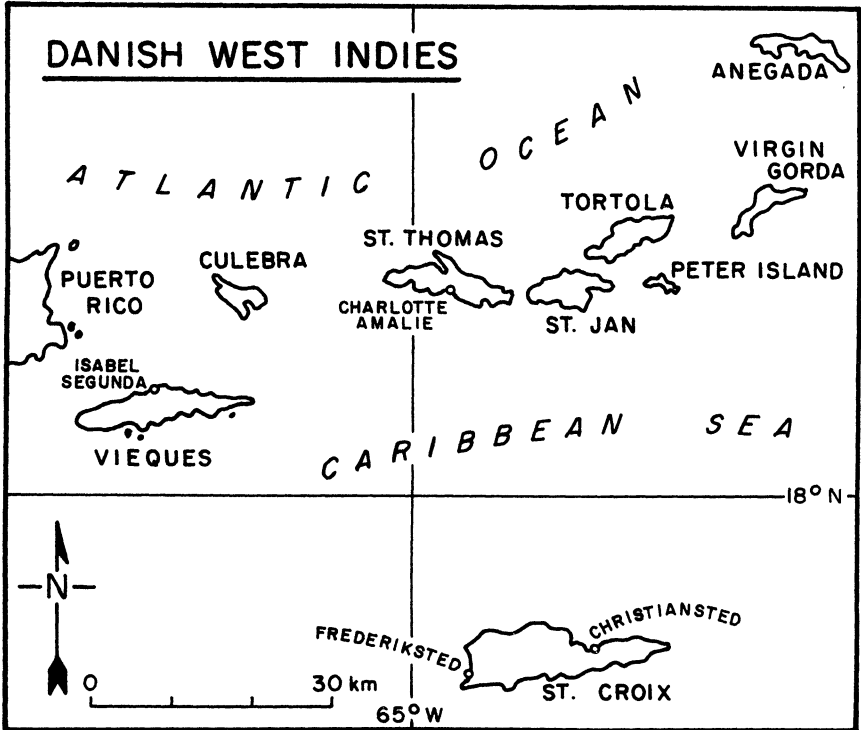 DANISH WEST INDIES
ANEGADA
ATLANTIC OCEAN
VIRGIN
GORDA
TORTOLA
ST. THOMAS
CULEBRA
PUERTO
RICO
PETER ISLAND
CHARLOTTE
AMALIE
ST. JAN
ISABEL
SEGUNDA
VIEQUES
CARIBBEAN SEA
18° N
N
CHRISTIANSTED
FREDERIKSTED
ST. CROIX
0 30 km
65° W